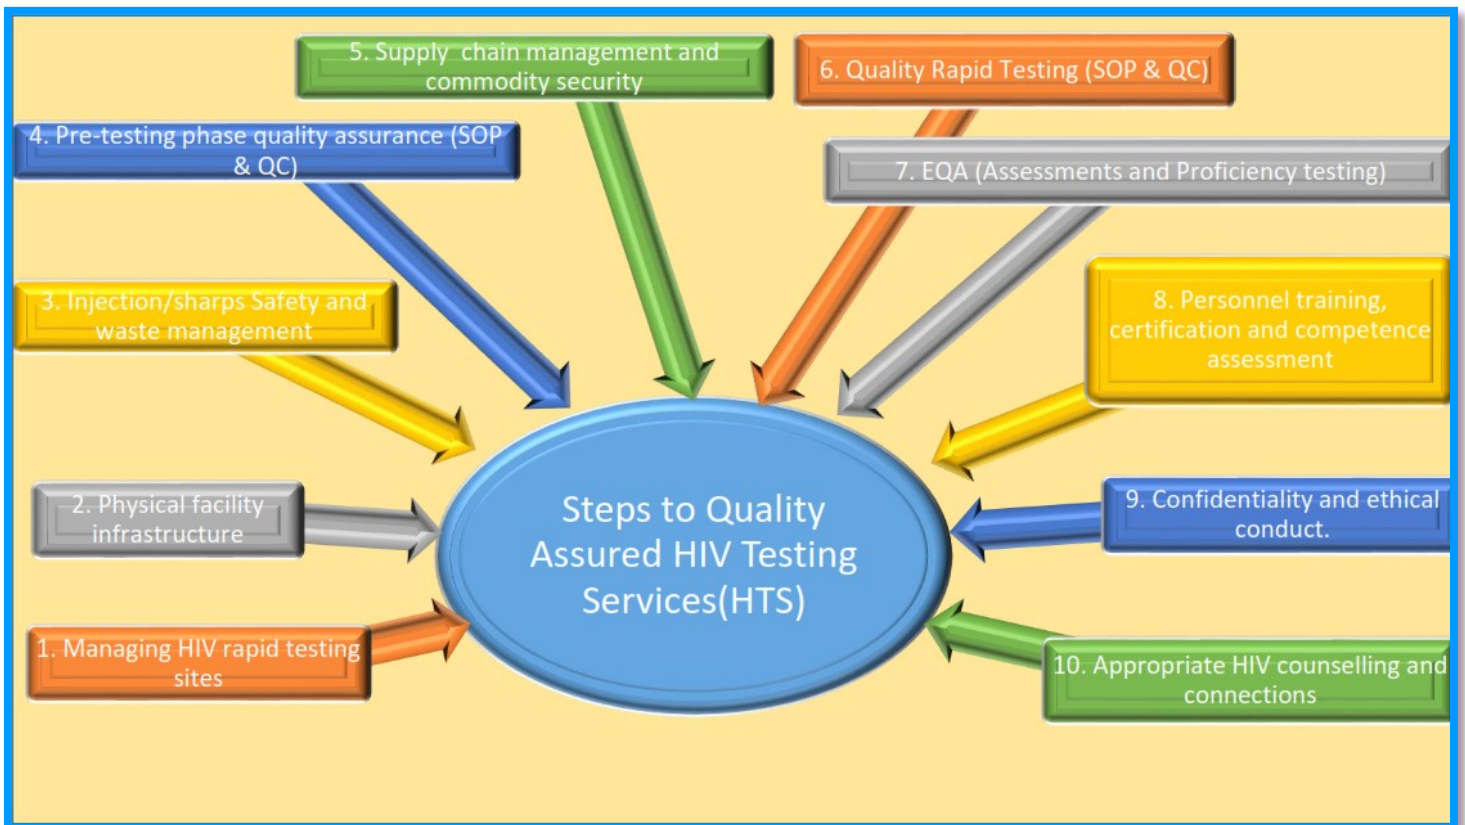 5. Supply chain management and
commodity security
6. Quality Rapid Testing (SOP & QC)
4. Pre-testing phase quality assurance (SOP
& QC)
7. EQA (Assessments and Proficiency testing)
3. Injection/sharps Safety and
waste management
8. Personnel training,
certification and competence
assessment
2. Physical facility
infrastructure
Steps to Quality
Assured HIV Testing
Services(HTS)
9. Confidentiality and ethical
conduct.
1. Managing HIV rapid testing
sites
10. Appropriate HIV counselling and
connections